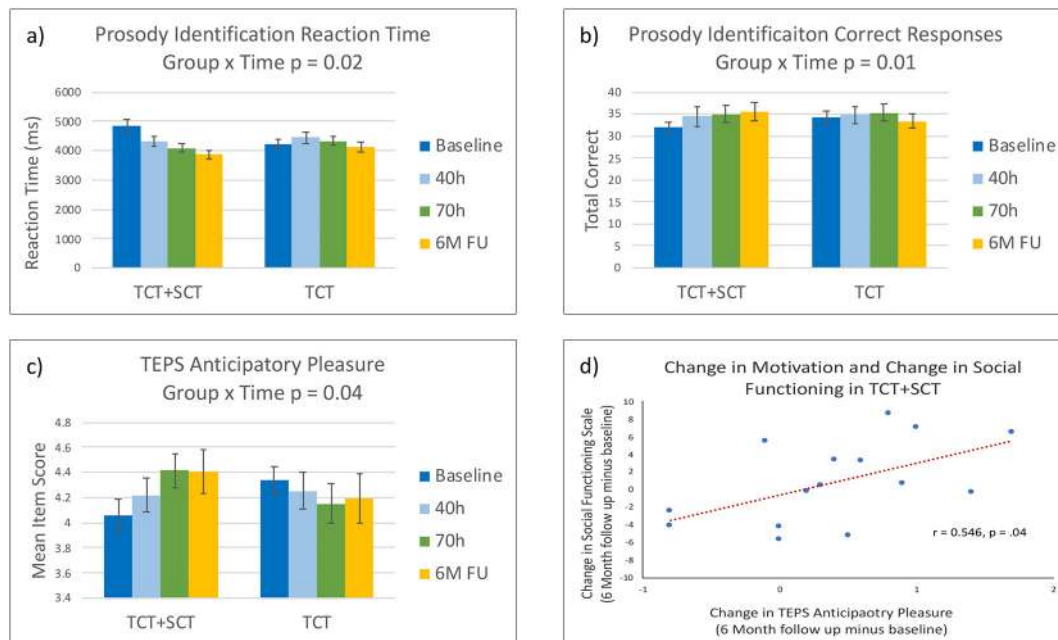 a) Prosody Identification Reaction Time
Group x Time p = 0.02
Reaction Time (ms)
6000
5000
4000
3000
2000
1000
0
TCT+SCT
TCT
Baseline
40h
70h
6M FU
b) Prosody Identificaiton Correct Responses
Group x Time p = 0.01
Total Correct
40
35
30
25
20
15
10
5
0
TCT+SCT
TCT
Baseline
40h
70h
6M FU
c) TEPS Anticipatory Pleasure
Group x Time p = 0.04
Mean Item Score
4.8
4.6
4.4
4.2
4
3.8
3.6
3.4
TCT+SCT
TCT
Baseline
40h
70h
6M FU
d) Change in Motivation and Change in Social
Functioning in TCT+SCT
Change in Social Functioning Scale
(6 Month follow up minus baseline)
10
8
6
4
2
0
-2
-4
-6
-8
-10
r = 0.546, p = .04
-1
0
1
2
Change in TEPS Anticipaotry Pleasure
(6 Month follow up minus baseline)